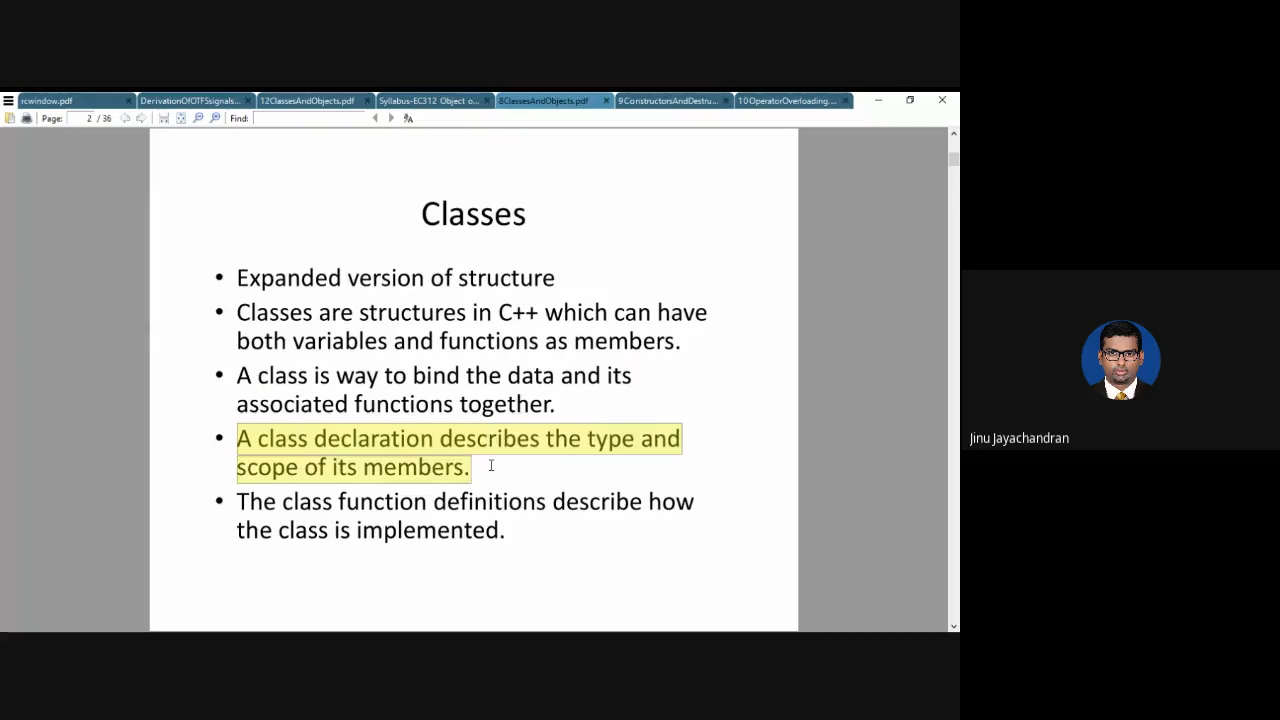 rcwindow.pdf DerivationOfOTFSsignals... 12ClassesAndObjects.pdf Syllabus-EC312 Object o... 8ClassesAndObjects.pdf 9ConstructorsAndDestru... 10OperatorOverloading....
Page: 2 / 36 Find:
Classes
• Expanded version of structure
• Classes are structures in C++ which can have
both variables and functions as members.
• A class is way to bind the data and its
associated functions together.
• A class declaration describes the type and
scope of its members.
• The class function definitions describe how
the class is implemented.
Jinu Jayachandran